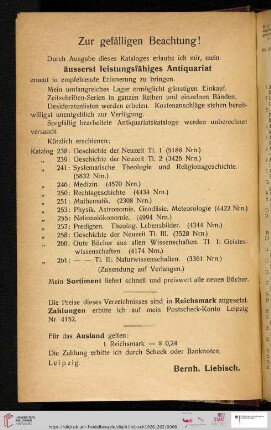 Zur gefälligen Beachtung!
Durch Ausgabe dieses Kataloges erlaube ich mir, mein
äusserst leistungsfähiges Antiquariat
erneut in empfehlende Erinnerung zu bringen.
Mein umfangreiches Lager ermöglicht günstigen Einkauf.
Zeitschriften-Serien in ganzen Reihen und einzelnen Bänden.
Desideratenlisten werden erbeten. Kostenanschläge stehen bereit-
willigst unentgeltlich zur Verfügung.
Sorgfältig bearbeitete Antiquariatskataloge werden unberechnet
versandt.
Kürzlich erschienen:
Katalog 238: Geschichte der Neuzeit Tl. 1 (5188 Nrn.)
„ 239: Geschichte der Neuzeit Tl. 2 (3425 Nrn.)
„ 241: Systematische Theologie und Religionsgeschichte.
(5832 Nrn.)
„ 246: Medizin. (4570 Nrn.)
„ 250: Rechtsgeschichte (4434 Nrn.)
„ 251: Mathematik. (2308 Nrn.)
„ 253: Physik, Astronomie, Geodäsie, Meteorologie (4422 Nrn.)
„ 255: Nationalökonomie. (4994 Nrn.)
„ 257: Predigten. Theolog. Lebensbilder. (4344 Nrn.)
„ 258: Geschichte der Neuzeit Tl. III. (3528 Nrn.)
„ 260: Gute Bücher aus allen Wissenschaften. Tl. I: Geistes-
wissenschaften (4174 Nrn.)
„ 261: — — Tl. II: Naturwissenschaften. (3361 Nrn.)
(Zusendung auf Verlangen.)
Mein Sortiment liefert schnell und preiswert alle neuen Bücher.
Die Preise dieses Verzeichnisses sind in Reichsmark angesetzt.
Zahlungen erbitte ich auf mein Postscheck-Konto Leipzig
Nr. 4152.
Für das Ausland gelten:
1 Reichsmark = $ 0,24
Die Zahlung erbitte ich durch Scheck oder Banknoten.
Leipzig.
Bernh. Liebisch.